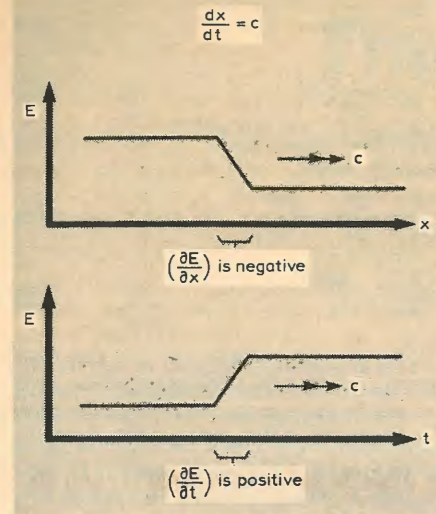 dx/dt = c
E
c
x
(∂E/∂x) is negative
E
c
t
(∂E/∂t) is positive